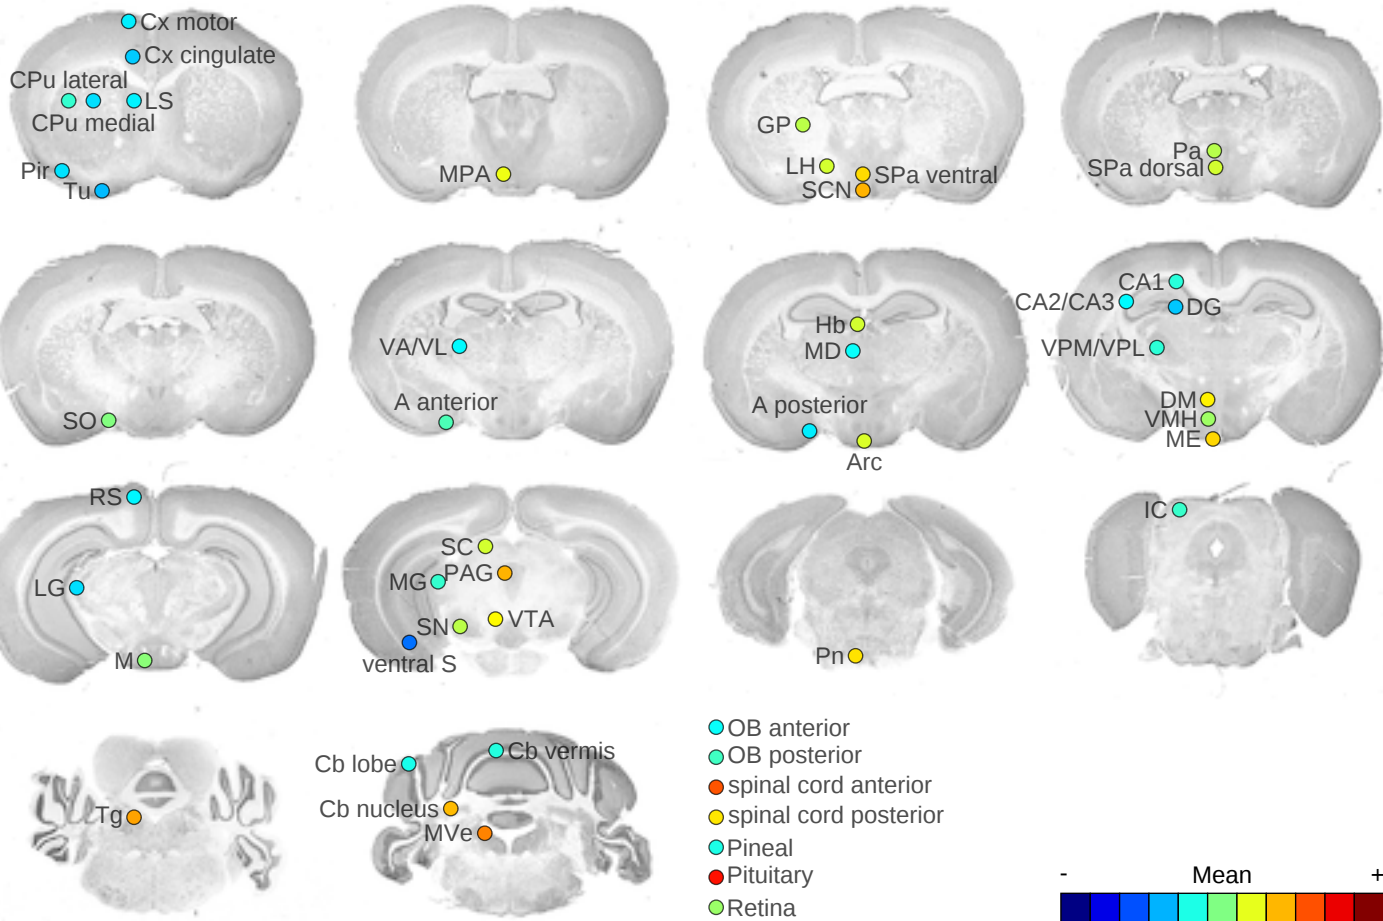 Cx motor
Cx cingulate
CPu lateral
LS
CPu medial
Pir
Tu
MPA
GP
LH
SPa ventral
SCN
Pa
SPa dorsal
SO
VA/VL
A anterior
Hb
MD
A posterior
Arc
CA1
CA2/CA3
DG
VPM/VPL
DM
VMH
ME
RS
LG
M
SC
MG
PAG
SN
VTA
ventral S
Pn
IC
Tg
Cb lobe
Cb vermis
Cb nucleus
MVe
OB anterior
OB posterior
spinal cord anterior
spinal cord posterior
Pineal
Pituitary
Retina
- Mean +